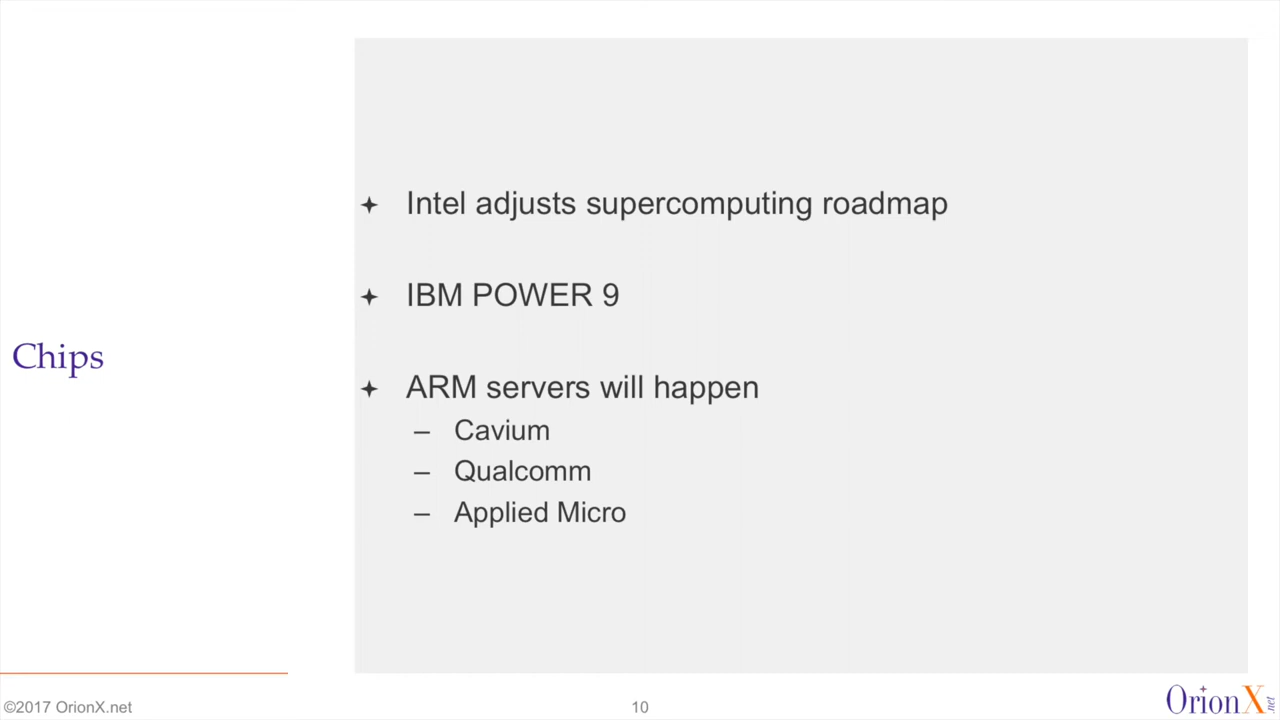 Chips
✦ Intel adjusts supercomputing roadmap
✦ IBM POWER 9
✦ ARM servers will happen
– Cavium
– Qualcomm
– Applied Micro
©2017 OrionX.net
10
OrionX.net